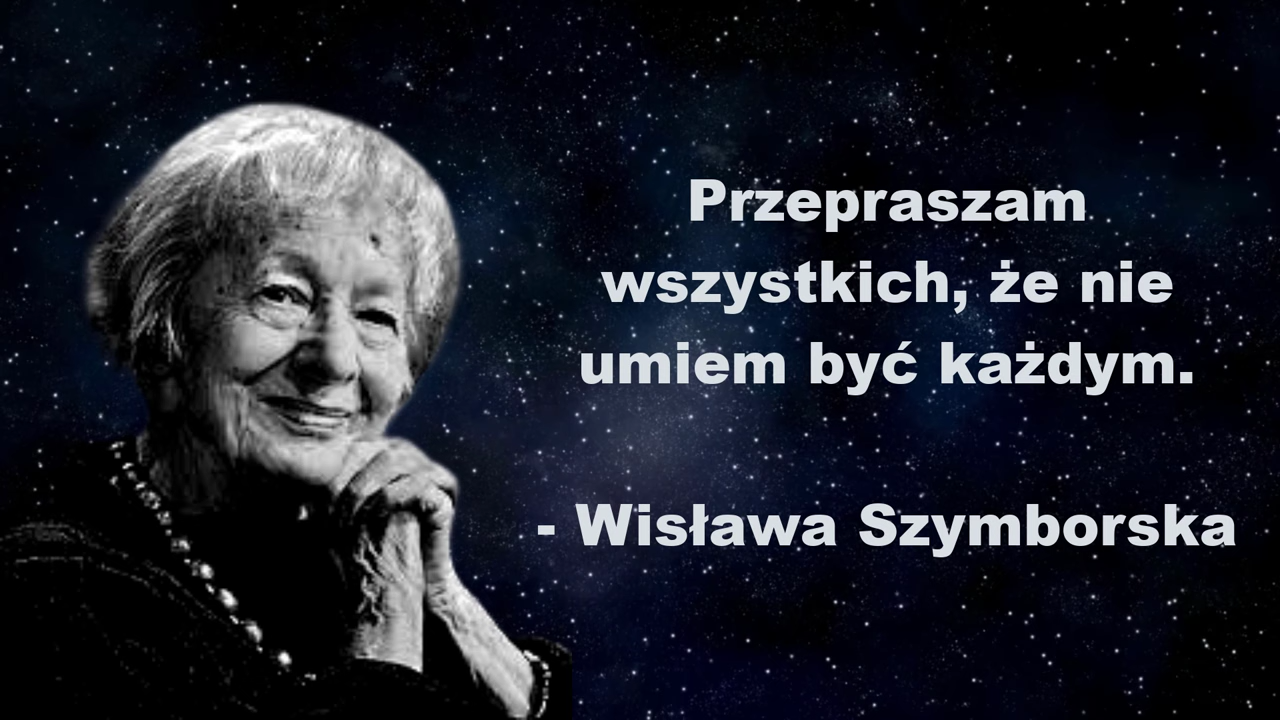 Przepraszam
wszystkich, że nie
umiem być każdym.
- Wisława Szymborska